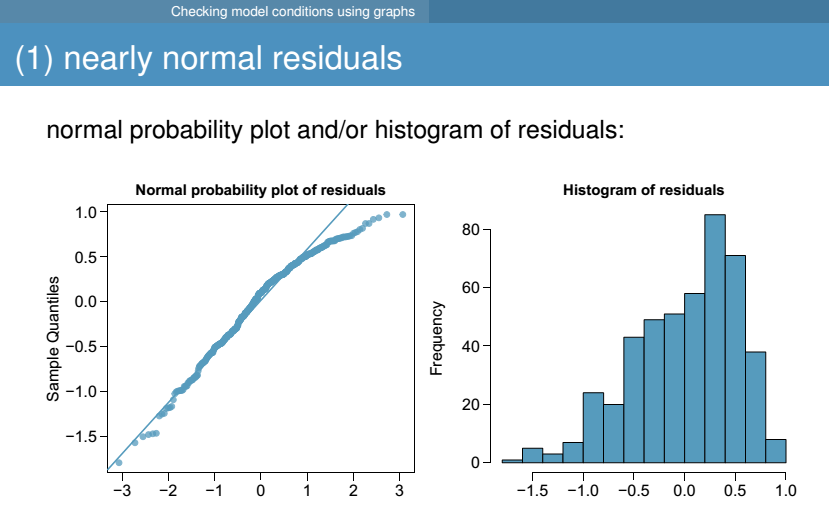 Checking model conditions using graphs
(1) nearly normal residuals
normal probability plot and/or histogram of residuals:
Normal probability plot of residuals
Sample Quantiles
1.0
0.5
0.0
−0.5
−1.0
−1.5
−3 −2 −1 0 1 2 3
Histogram of residuals
Frequency
80
60
40
20
0
−1.5 −1.0 −0.5 0.0 0.5 1.0